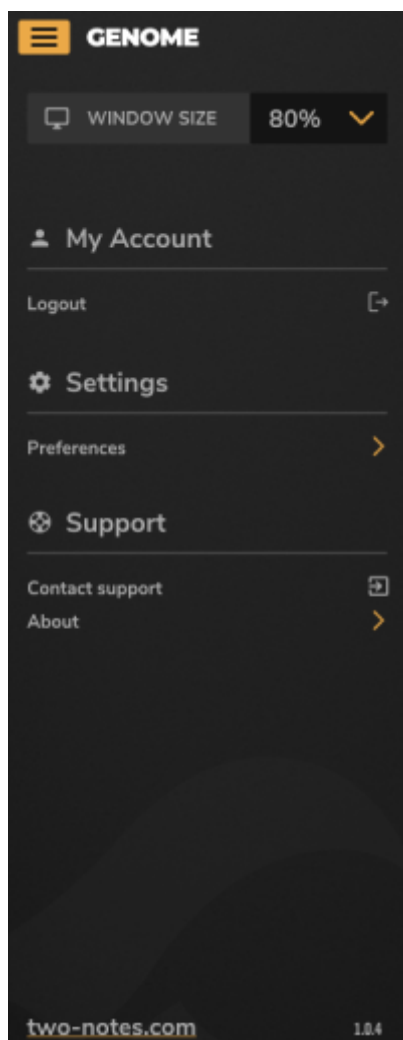 GENOME
WINDOW SIZE 80%
My Account
Logout
Settings
Preferences
Support
Contact support
About
two-notes.com 1.0.4